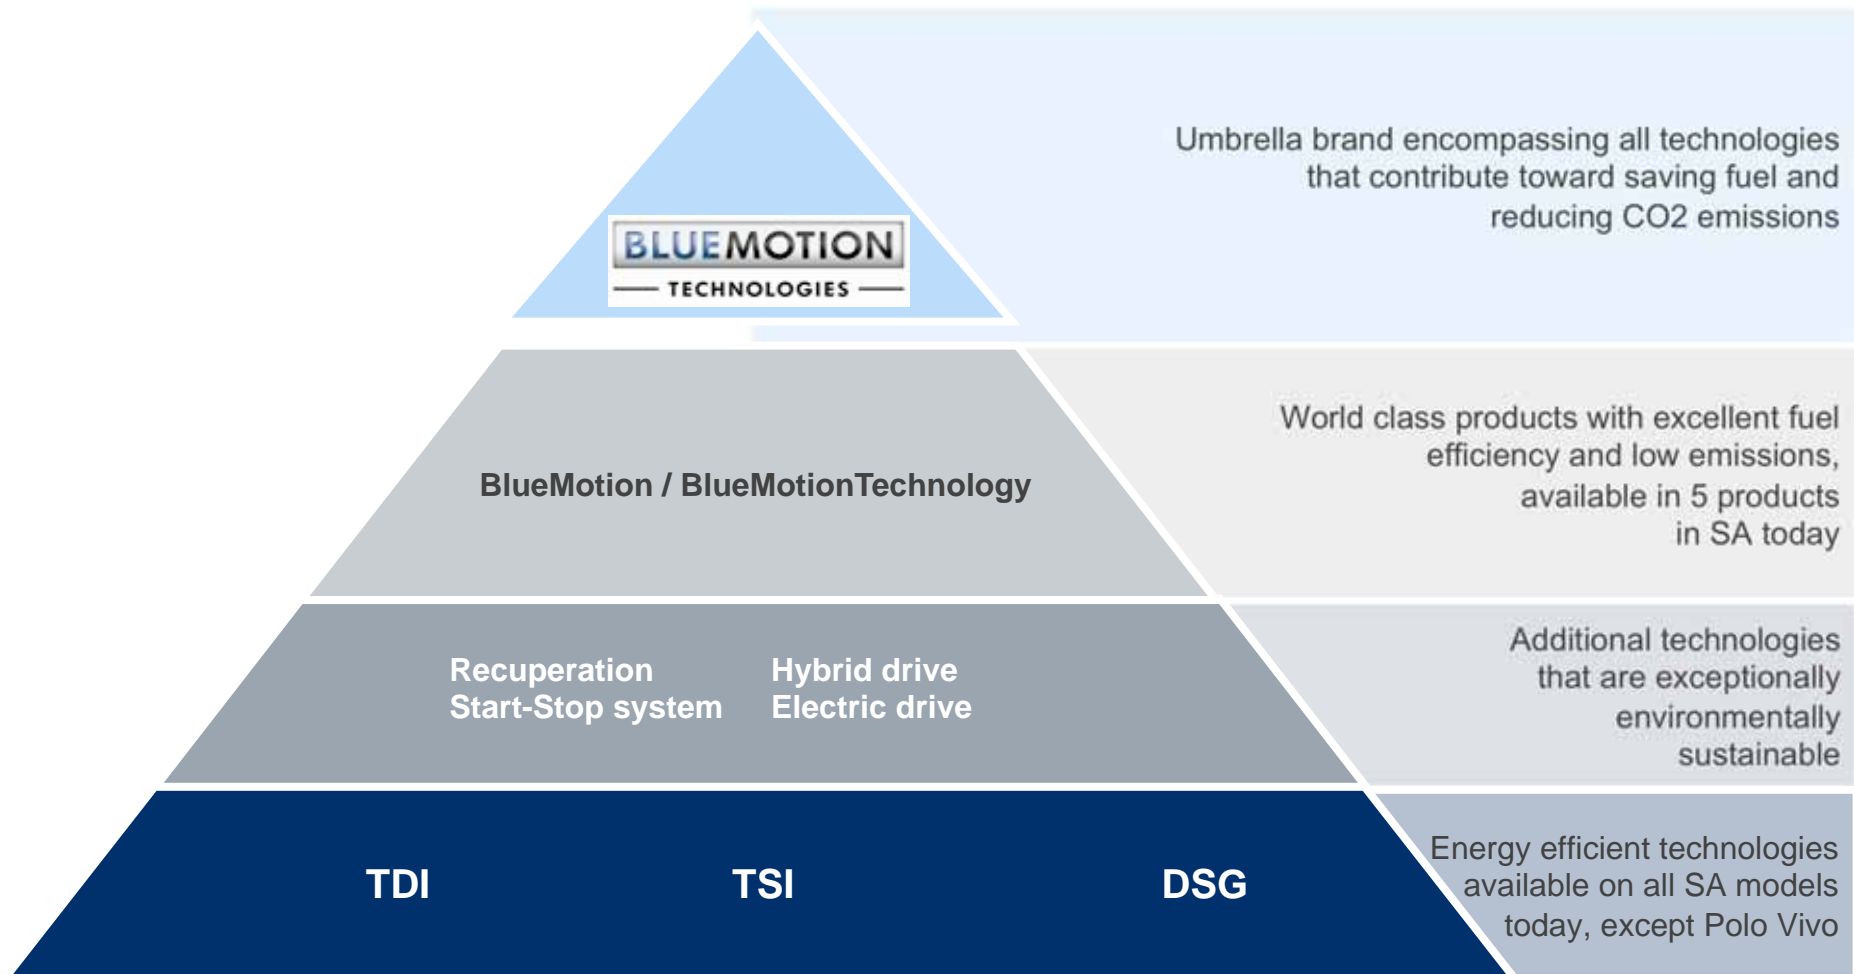 Umbrella brand encompassing all technologies
that contribute toward saving fuel and
reducing CO2 emissions
BLUEMOTION
TECHNOLOGIES
World class products with excellent fuel
efficiency and low emissions,
available in 5 products
in SA today
BlueMotion / BlueMotionTechnology
Recuperation Hybrid drive
Start-Stop system Electric drive
Additional technologies
that are exceptionally
environmentally
sustainable
TDI TSI DSG
Energy efficient technologies
available on all SA models
today, except Polo Vivo